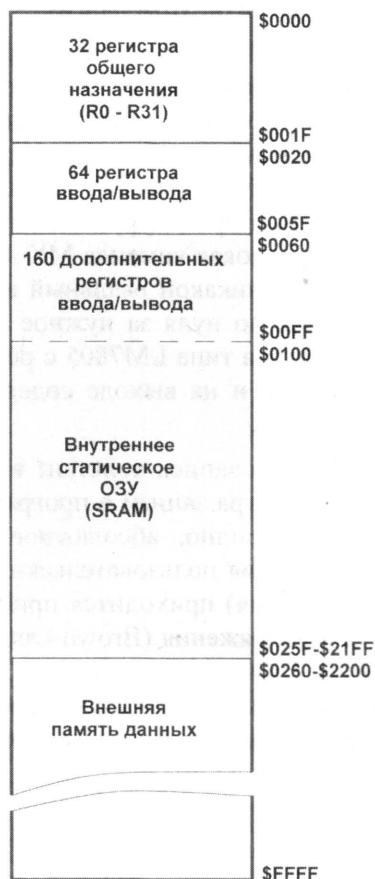 $0000
32 регистра
общего
назначения
(R0 - R31)
$001F
$0020
64 регистра
ввода/вывода
$005F
$0060
160 дополнительных
регистров
ввода/вывода
$00FF
$0100
Внутреннее
статическое
ОЗУ
(SRAM)
$025F-$21FF
$0260-$2200
Внешняя
память данных
$FFFF